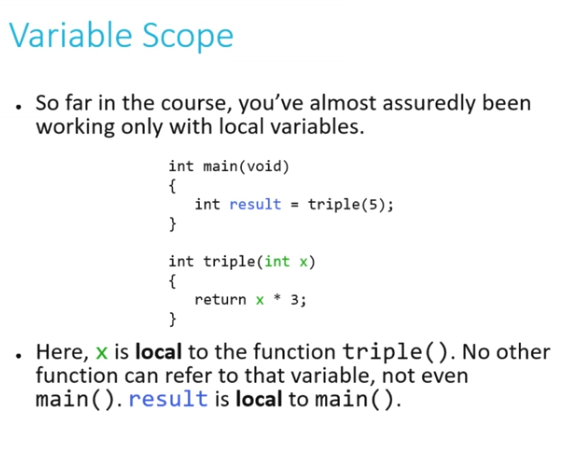 Variable Scope
• So far in the course, you've almost assuredly been
working only with local variables.
int main(void)
{
int result = triple(5);
}
int triple(int x)
{
return x * 3;
}
• Here, x is local to the function triple(). No other
function can refer to that variable, not even
main(). result is local to main().